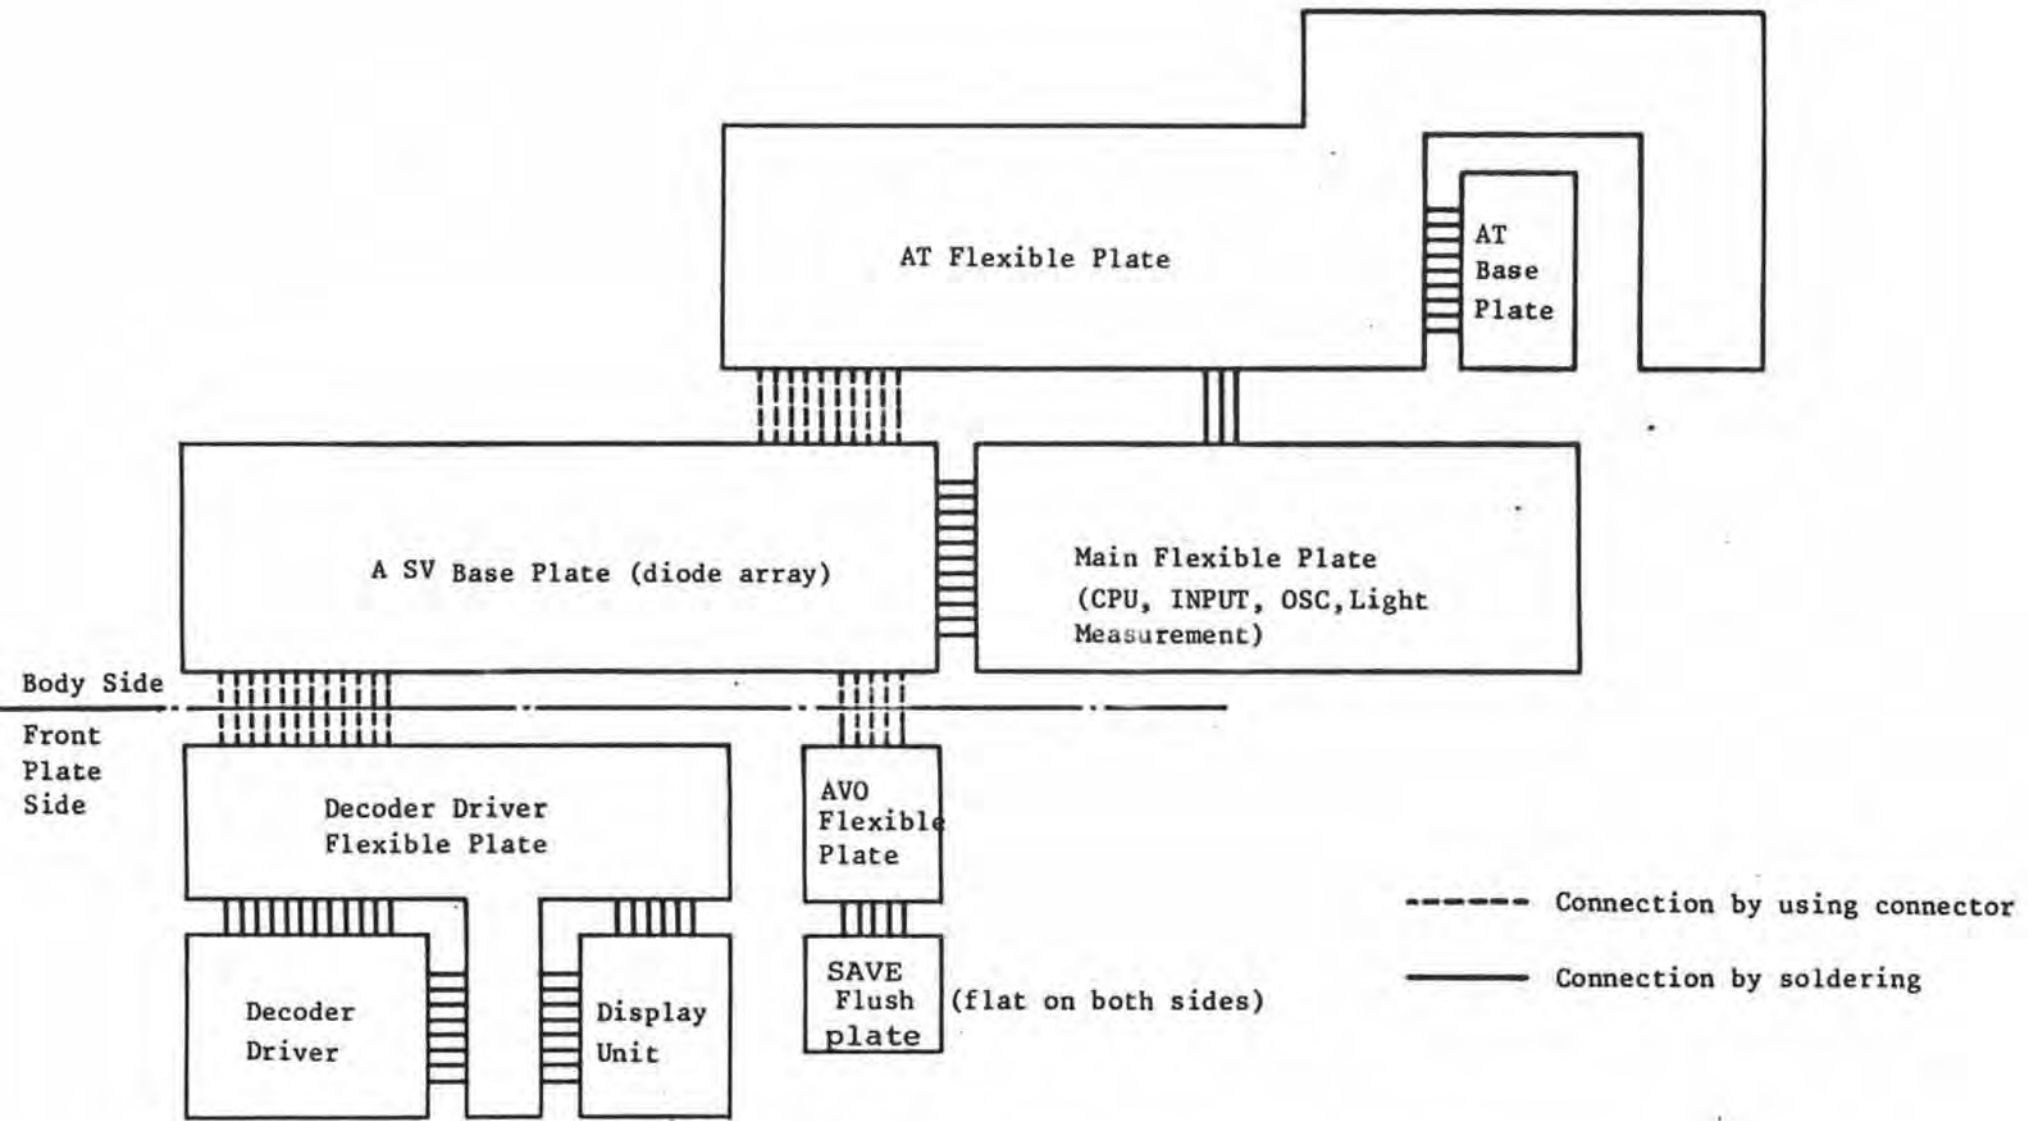 AT Flexible Plate
AT
Base
Plate
A SV Base Plate (diode array)
Main Flexible Plate
(CPU, INPUT, OSC,Light
Measurement)
Body Side
Front
Plate
Side
Decoder Driver
Flexible Plate
AVO
Flexible
Plate
Decoder
Driver
Display
Unit
SAVE
Flush
plate
(flat on both sides)
Connection by using connector
Connection by soldering